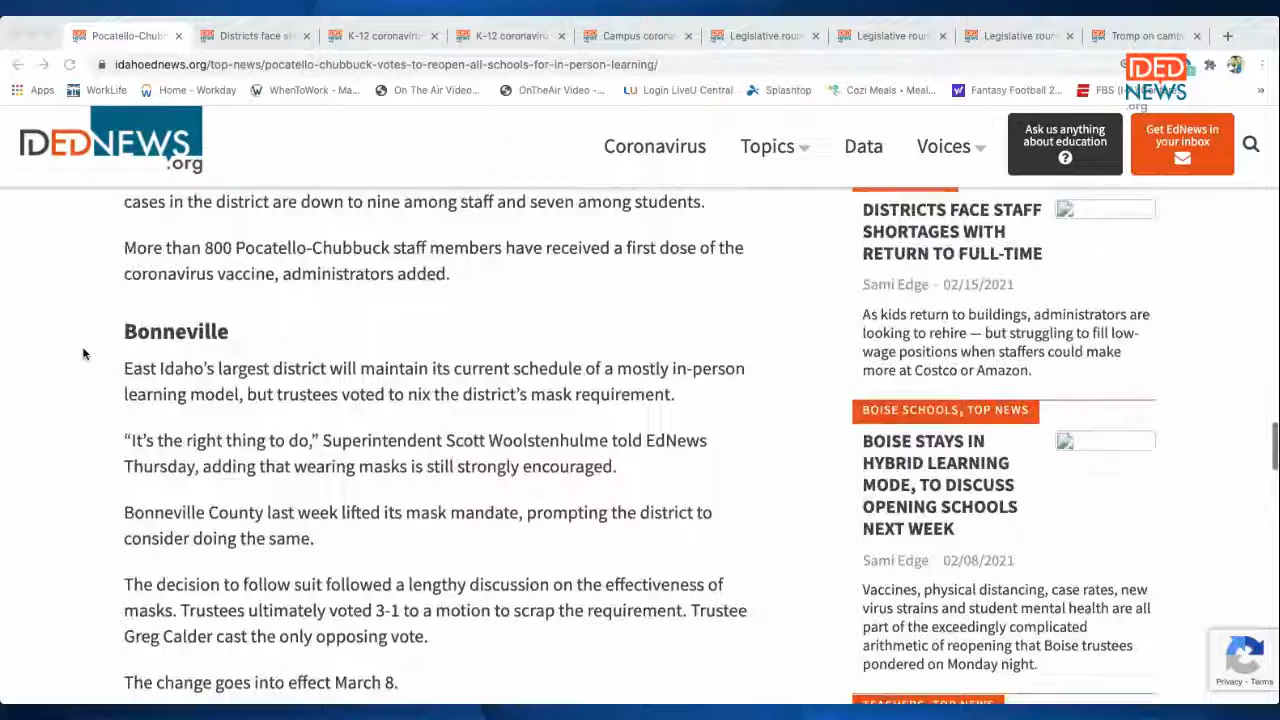 Pocatello-Chubb
Districts face s
K-12 coronavir
K-12 coronaviru
Campus corona
Legislative roun
Legislative roun
Legislative roun
Tromp on camp
idahoednews.org/top-news/pocatello-chubbuck-votes-to-reopen-all-schools-for-in-person-learning/
Apps
WorkLife
Home - Workday
WhenToWork - Ma...
On The Air Video...
OnTheAir Video -...
LU Login LiveU Central
Splasntop
Cozi Meals • Meal...
Fantasy Football 2...
IDED
NEWS
.org
IDEDNEWS
.org
Coronavirus
Topics
Data
Voices
Ask us anything
about education
Get EdNews in
your inbox
cases in the district are down to nine among staff and seven among students.
More than 800 Pocatello-Chubbuck staff members have received a first dose of the
coronavirus vaccine, administrators added.
Bonneville
East Idaho’s largest district will maintain its current schedule of a mostly in-person
learning model, but trustees voted to nix the district’s mask requirement.
“It’s the right thing to do,” Superintendent Scott Woolstenhulme told EdNews
Thursday, adding that wearing masks is still strongly encouraged.
Bonneville County last week lifted its mask mandate, prompting the district to
consider doing the same.
The decision to follow suit followed a lengthy discussion on the effectiveness of
masks. Trustees ultimately voted 3-1 to a motion to scrap the requirement. Trustee
Greg Calder cast the only opposing vote.
The change goes into effect March 8.
DISTRICTS FACE STAFF
SHORTAGES WITH
RETURN TO FULL-TIME
Sami Edge - 02/15/2021
As kids return to buildings, administrators are
looking to rehire — but struggling to fill low-
wage positions when staffers could make
more at Costco or Amazon.
BOISE SCHOOLS, TOP NEWS
BOISE STAYS IN
HYBRID LEARNING
MODE, TO DISCUSS
OPENING SCHOOLS
NEXT WEEK
Sami Edge 02/08/2021
Vaccines, physical distancing, case rates, new
virus strains and student mental health are all
part of the exceedingly complicated
arithmetic of reopening that Boise trustees
pondered on Monday night.
TEACHERS, TOP NEWS
Privacy - Terms